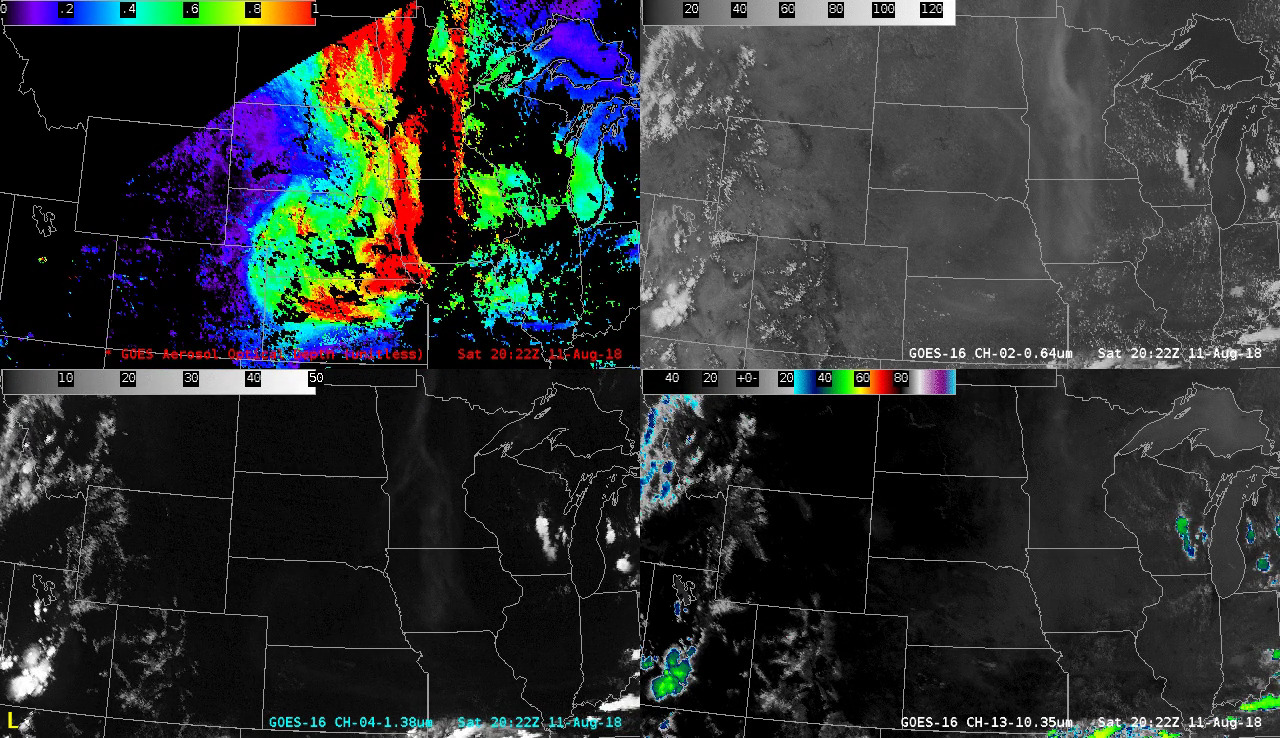 0 .2 .4 .6 .8 1
20 40 60 80 100 120
* GOES Aerosol Optical Depth (unitless) Sat 20:22Z 11-Aug-18
GOES-16 CH-02-0.64um Sat 20:22Z 11-Aug-18
10 20 30 40 50
40 20 +0- 20 40 60 80
L
GOES-16 CH-04-1.38um Sat 20:22Z 11-Aug-18
GOES-16 CH-13-10.35um Sat 20:22Z 11-Aug-18